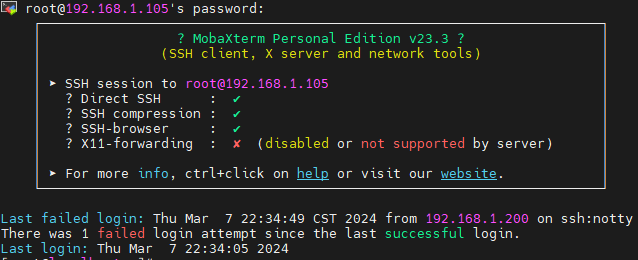 root@192.168.1.105's password:
? MobaXterm Personal Edition v23.3 ?
(SSH client, X server and network tools)
➤ SSH session to root@192.168.1.105
? Direct SSH : ✔
? SSH compression : ✔
? SSH-browser : ✔
? X11-forwarding : ✘ (disabled or not supported by server)
➤ For more info, ctrl+click on help or visit our website.
Last failed login: Thu Mar 7 22:34:49 CST 2024 from 192.168.1.200 on ssh:notty
There was 1 failed login attempt since the last successful login.
Last login: Thu Mar 7 22:34:05 2024